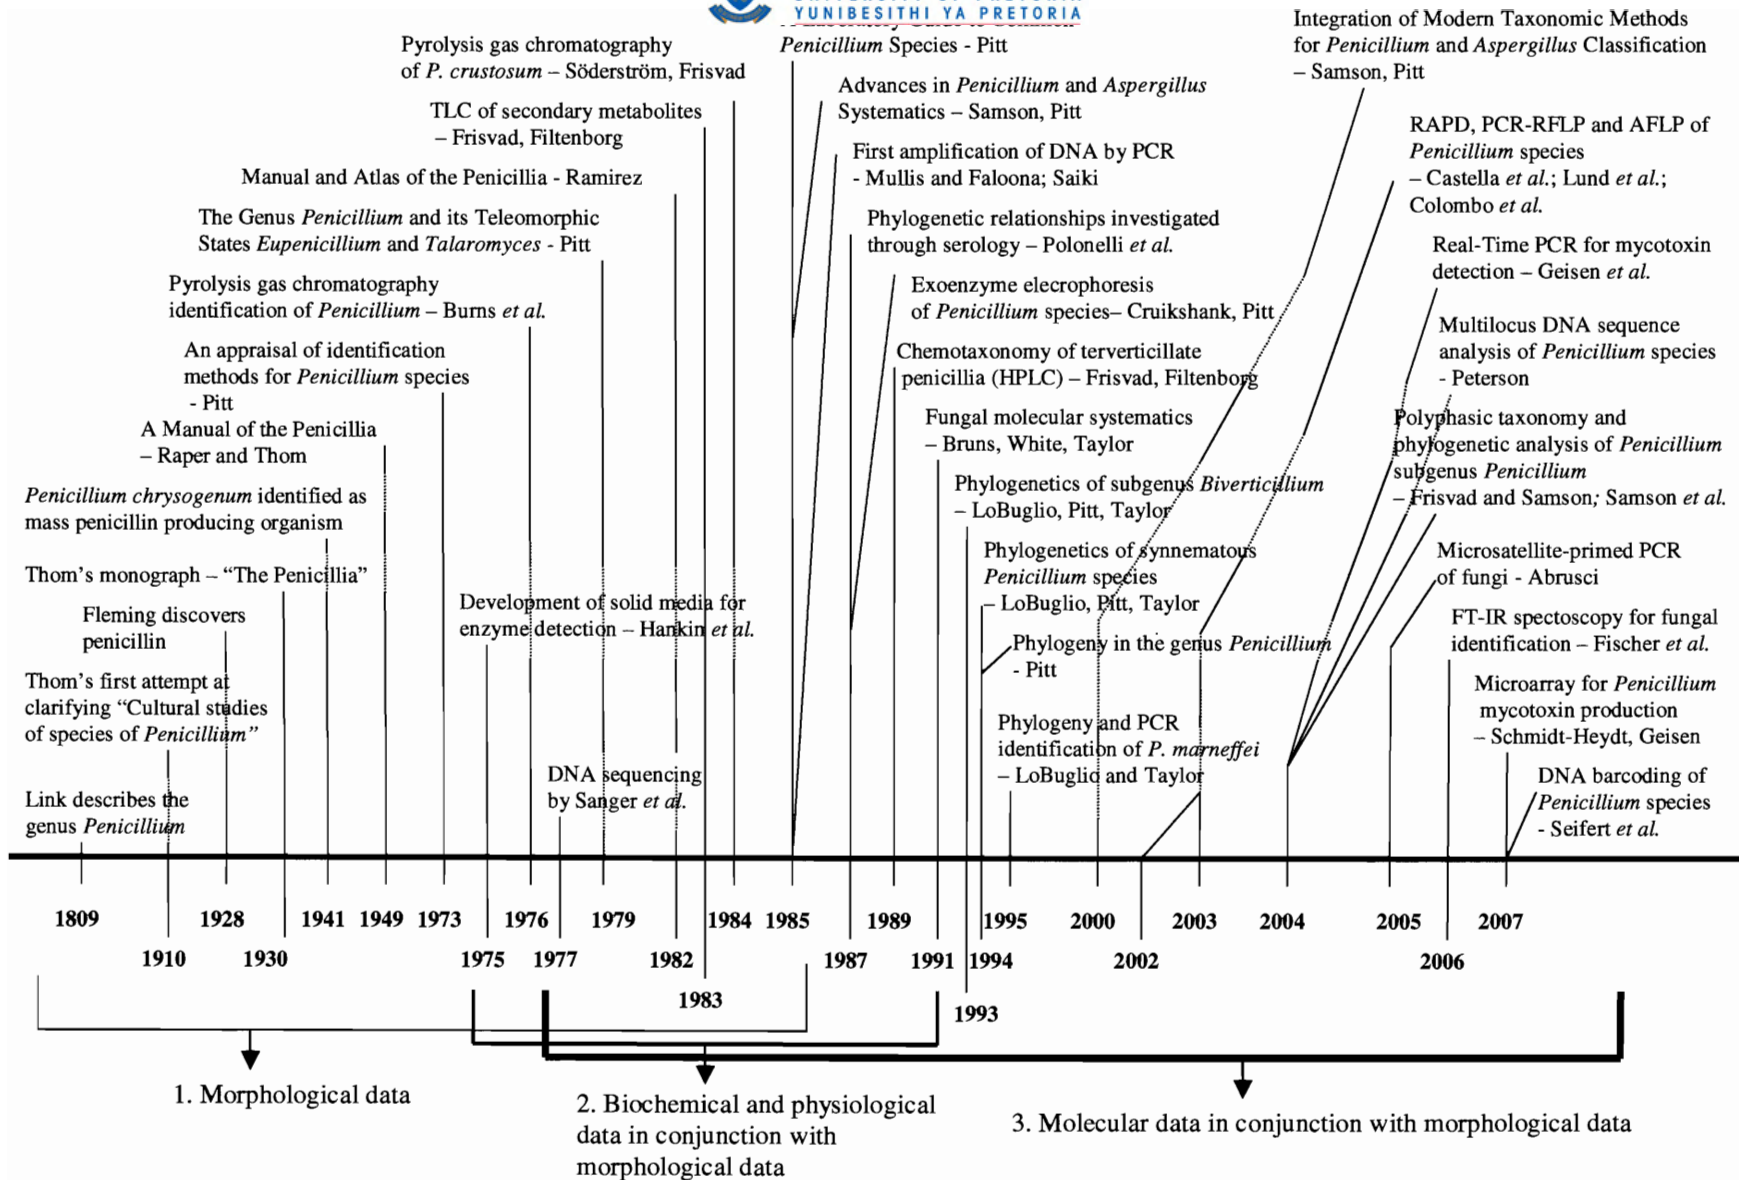 YUNIBESITHI YA PRETORIA
Pyrolysis gas chromatography
of P. crustosum – Söderström, Frisvad
TLC of secondary metabolites
– Frisvad, Filtenborg
Manual and Atlas of the Penicillia - Ramirez
The Genus Penicillium and its Teleomorphic
States Eupenicillium and Talaromyces - Pitt
Pyrolysis gas chromatography
identification of Penicillium – Burns et al.
An appraisal of identification
methods for Penicillium species
- Pitt
A Manual of the Penicillia
– Raper and Thom
Penicillium chrysogenum identified as
mass penicillin producing organism
Thom's monograph – “The Penicillia”
Fleming discovers
penicillin
Thom's first attempt at
clarifying “Cultural studies
of species of Penicillium”
Link describes the
genus Penicillium
Development of solid media for
enzyme detection – Hankin et al.
DNA sequencing
by Sanger et al.
Penicillium Species - Pitt
Advances in Penicillium and Aspergillus
Systematics – Samson, Pitt
First amplification of DNA by PCR
- Mullis and Faloona; Saiki
Phylogenetic relationships investigated
through serology – Polonelli et al.
Exoenzyme elecrophoresis
of Penicillium species– Cruikshank, Pitt
Chemotaxonomy of terverticillate
penicillia (HPLC) – Frisvad, Filtenborg
Fungal molecular systematics
– Bruns, White, Taylor
Phylogenetics of subgenus Biverticillium
– LoBuglio, Pitt, Taylor
Phylogenetics of synnematous
Penicillium species
– LoBuglio, Pitt, Taylor
Phylogeny in the genus Penicillium
- Pitt
Phylogeny and PCR
identification of P. marneffei
– LoBuglio and Taylor
Integration of Modern Taxonomic Methods
for Penicillium and Aspergillus Classification
– Samson, Pitt
RAPD, PCR-RFLP and AFLP of
Penicillium species
– Castella et al.; Lund et al.;
Colombo et al.
Real-Time PCR for mycotoxin
detection – Geisen et al.
Multilocus DNA sequence
analysis of Penicillium species
- Peterson
Polyphasic taxonomy and
phylogenetic analysis of Penicillium
subgenus Penicillium
– Frisvad and Samson; Samson et al.
Microsatellite-primed PCR
of fungi - Abrusci
FT-IR spectoscopy for fungal
identification – Fischer et al.
Microarray for Penicillium
mycotoxin production
– Schmidt-Heydt, Geisen
DNA barcoding of
Penicillium species
- Seifert et al.
1809 1928 1941 1949 1973 1976 1979 1984 1985 1989 1995 2000 2003 2004 2005 2007
1910 1930 1975 1977 1982 1987 1991 1994 2002 2006
1983
1993
1. Morphological data
2. Biochemical and physiological
data in conjunction with
morphological data
3. Molecular data in conjunction with morphological data